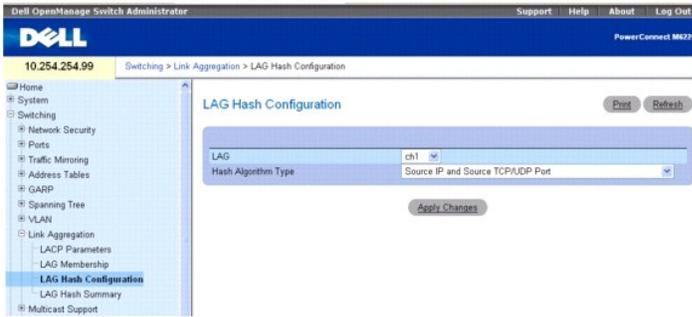 Dell OpenManage Switch Administrator
Support Help About Log Out
DELL
PowerConnect M622
10.254.254.99
Switching > Link Aggregation > LAG Hash Configuration
Home
System
Switching
Network Security
Ports
Traffic Mirroring
Address Tables
GARP
Spanning Tree
VLAN
Link Aggregation
LACP Parameters
LAG Membership
LAG Hash Configuration
LAG Hash Summary
Multicast Support
LAG Hash Configuration
Print Refresh
LAG ch1
Hash Algorithm Type Source IP and Source TCP/UDP Port
Apply Changes